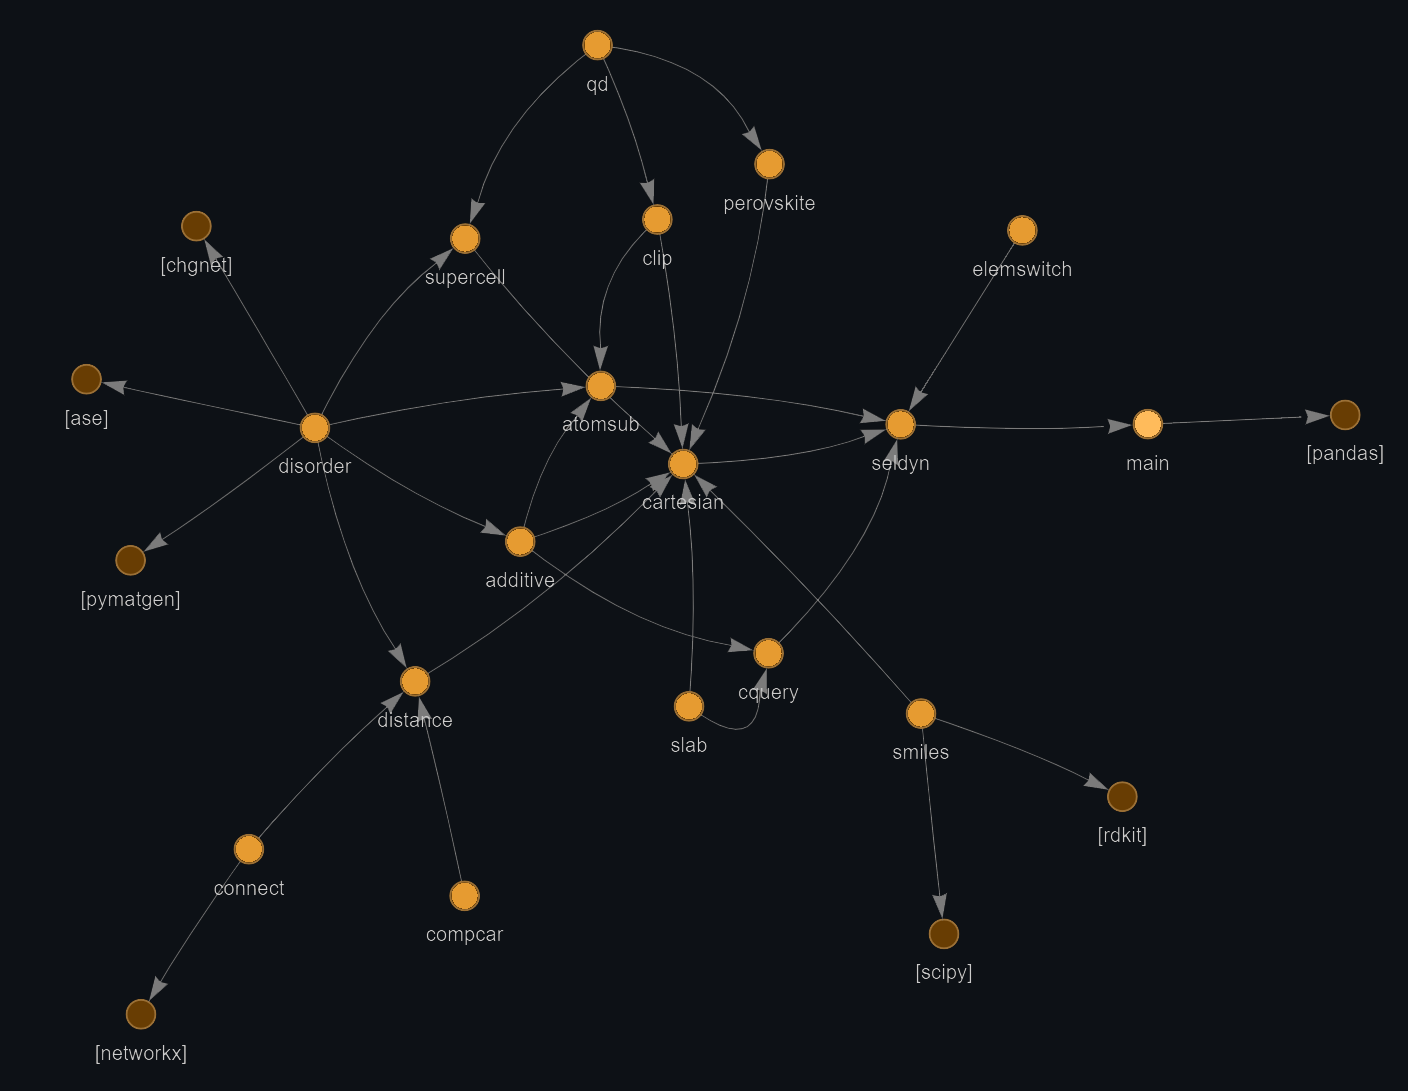 qd
perovskite
clip
[chgnet]
supercell
elemswitch
[ase]
atomsub
disorder
seldyn
main
[pandas]
cartesian
additive
[pymatgen]
cquery
distance
slab
smiles
[rdkit]
connect
compcar
[scipy]
[networkx]